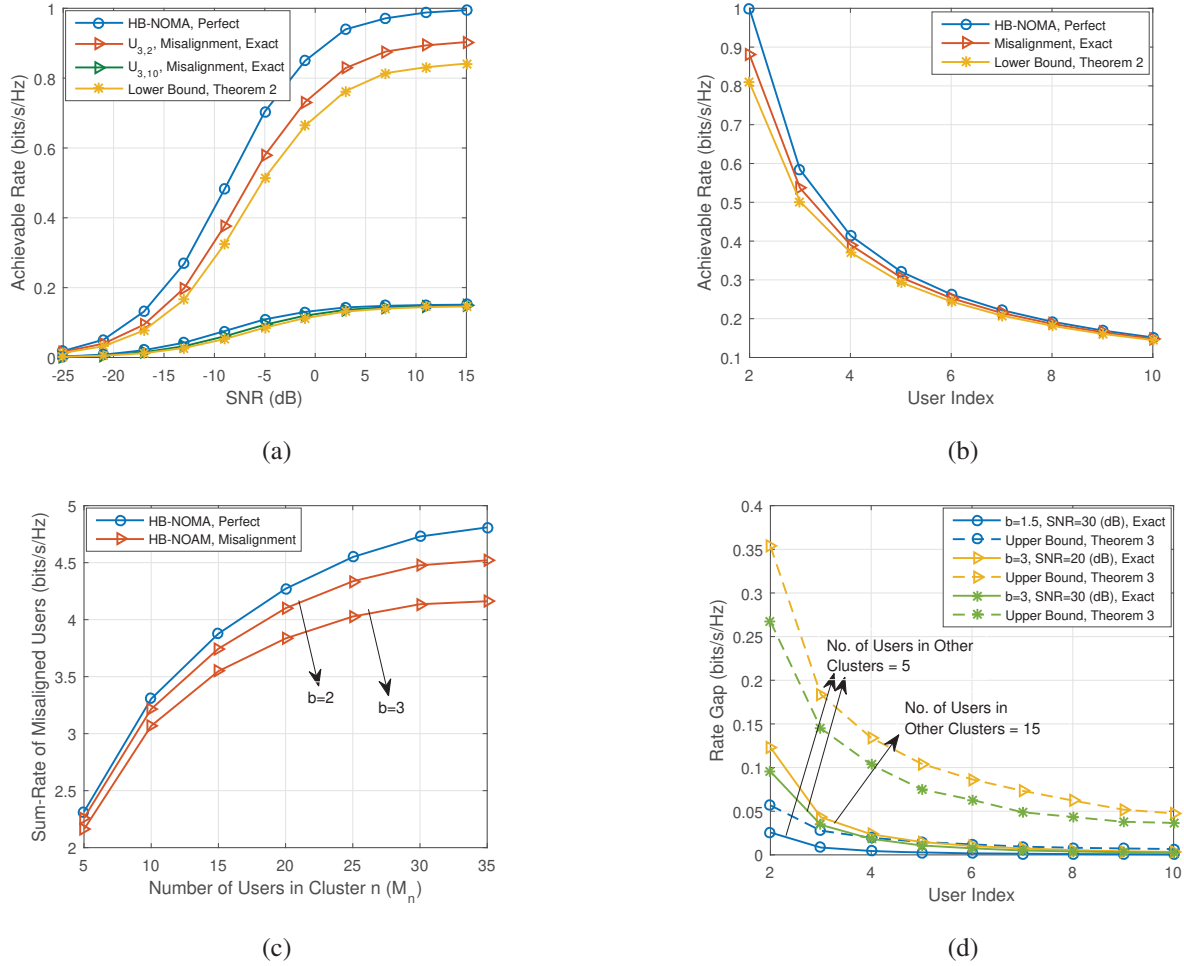 HB-NOMA, Perfect
U3,2, Misalignment, Exact
U3,10, Misalignment, Exact
Lower Bound, Theorem 2
Achievable Rate (bits/s/Hz)
1
0.8
0.6
0.4
0.2
0
-25 -20 -15 -10 -5 0 5 10 15
SNR (dB)
(a)
HB-NOMA, Perfect
Misalignment, Exact
Lower Bound, Theorem 2
Achievable Rate (bits/s/Hz)
1
0.9
0.8
0.7
0.6
0.5
0.4
0.3
0.2
0.1
2 4 6 8 10
User Index
(b)
HB-NOMA, Perfect
HB-NOAM, Misalignment
Sum-Rate of Misaligned Users (bits/s/Hz)
5
4.5
4
3.5
3
2.5
2
b=2
b=3
5 10 15 20 25 30 35
Number of Users in Cluster n (Mn)
(c)
b=1.5, SNR=30 (dB), Exact
Upper Bound, Theorem 3
b=3, SNR=20 (dB), Exact
Upper Bound, Theorem 3
b=3, SNR=30 (dB), Exact
Upper Bound, Theorem 3
Rate Gap (bits/s/Hz)
0.4
0.35
0.3
0.25
0.2
0.15
0.1
0.05
0
No. of Users in Other
Clusters = 5
No. of Users in
Other Clusters = 15
2 4 6 8 10
User Index
(d)